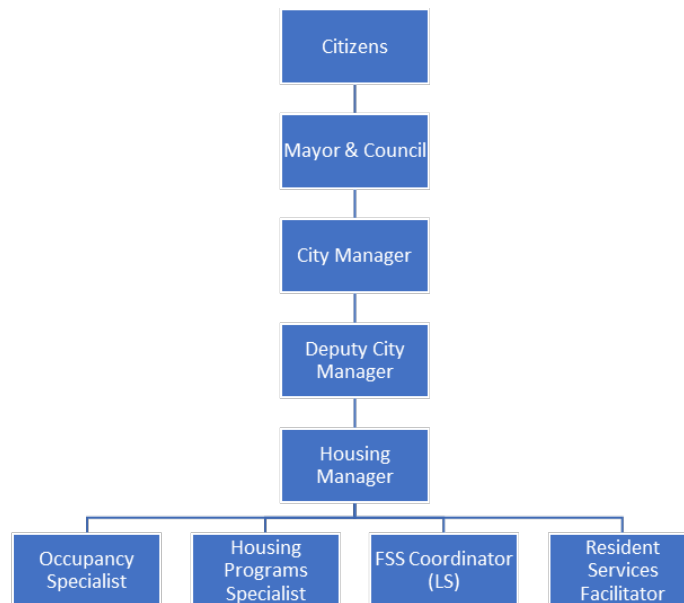 Citizens
Mayor & Council
City Manager
Deputy City
Manager
Housing
Manager
Occupancy
Specialist
Housing
Programs
Specialist
FSS Coordinator
(LS)
Resident
Services
Facilitator